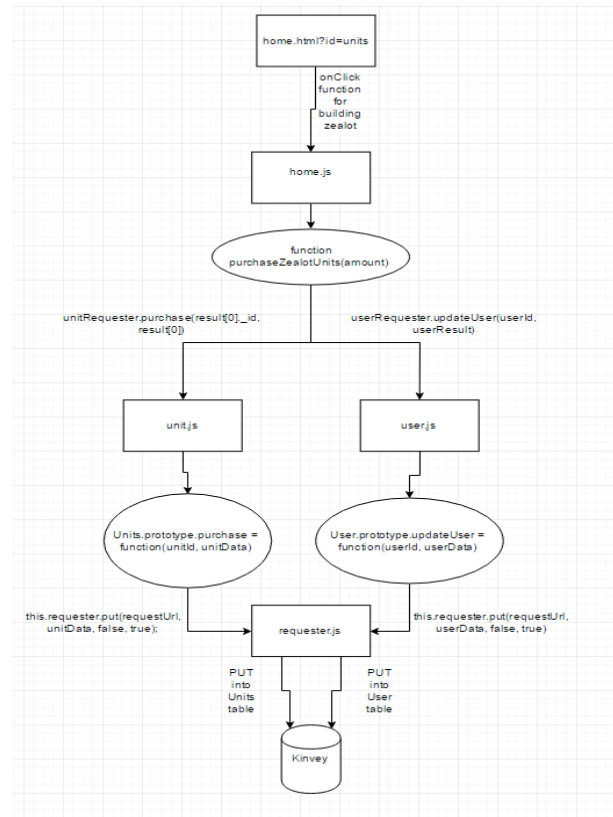 home.html?id=units
onClick
function
for
building
zealot
home.js
function
purchaseZealotUnits(amount)
unitRequester.purchase(result[0]._id,
result[0])
userRequester.updateUser(userId,
userResult)
unit.js
user.js
Units.prototype.purchase =
function(unitId, unitData)
User.prototype.updateUser =
function(userId, userData)
this.requester.put(requestUrl,
unitData, false, true);
requester.js
this.requester.put(requestUrl,
userData, false, true)
PUT
into
Units
table
PUT
into
User
table
Kinvey